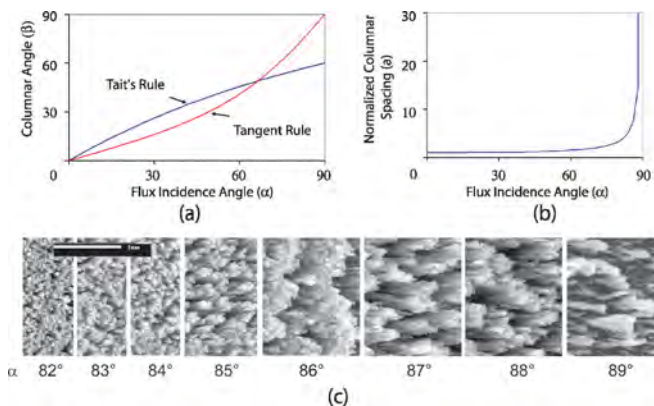 90
60
30
0
Columnar Angle (β)
Tait's Rule
Tangent Rule
30
60
90
Flux Incidence Angle (α)
(a)
30
20
10
0
Normalized Columnar
Spacing (a)
30
60
90
Flux Incidence Angle (α)
(b)
α 82° 83° 84° 85° 86° 87° 88° 89°
(c)